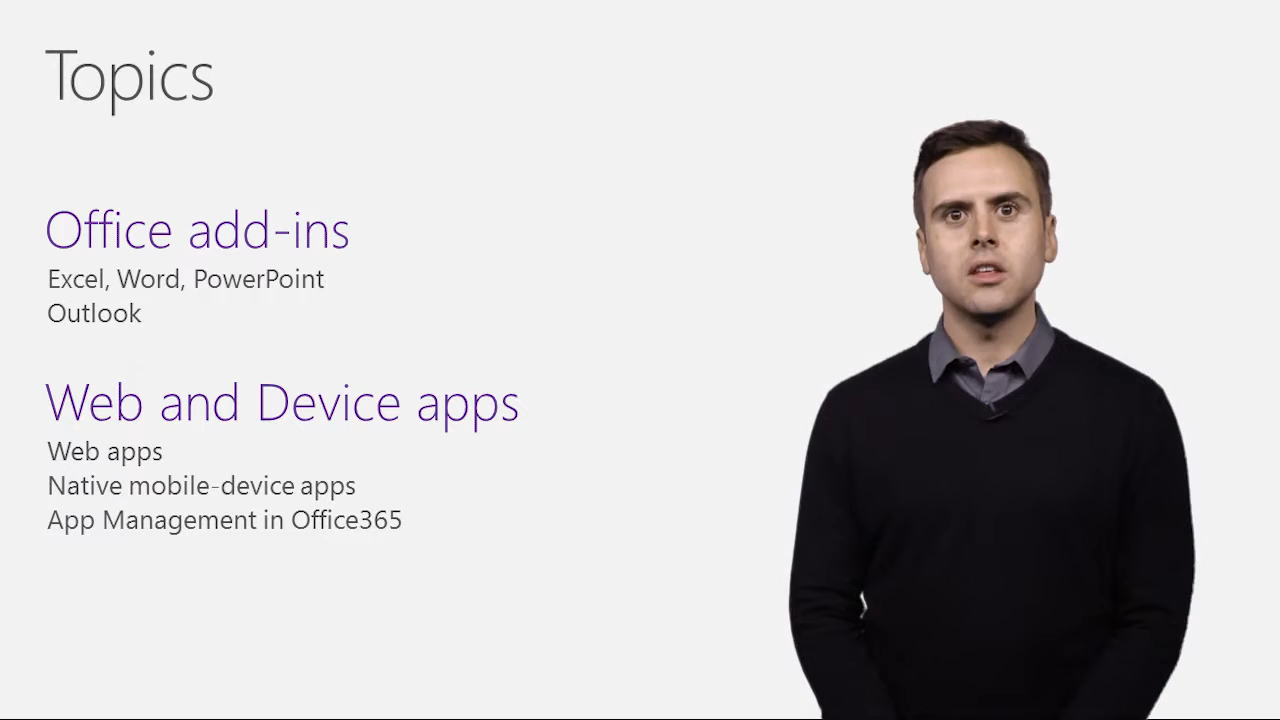 Topics
Office add-ins
Excel, Word, PowerPoint
Outlook
Web and Device apps
Web apps
Native mobile-device apps
App Management in Office365